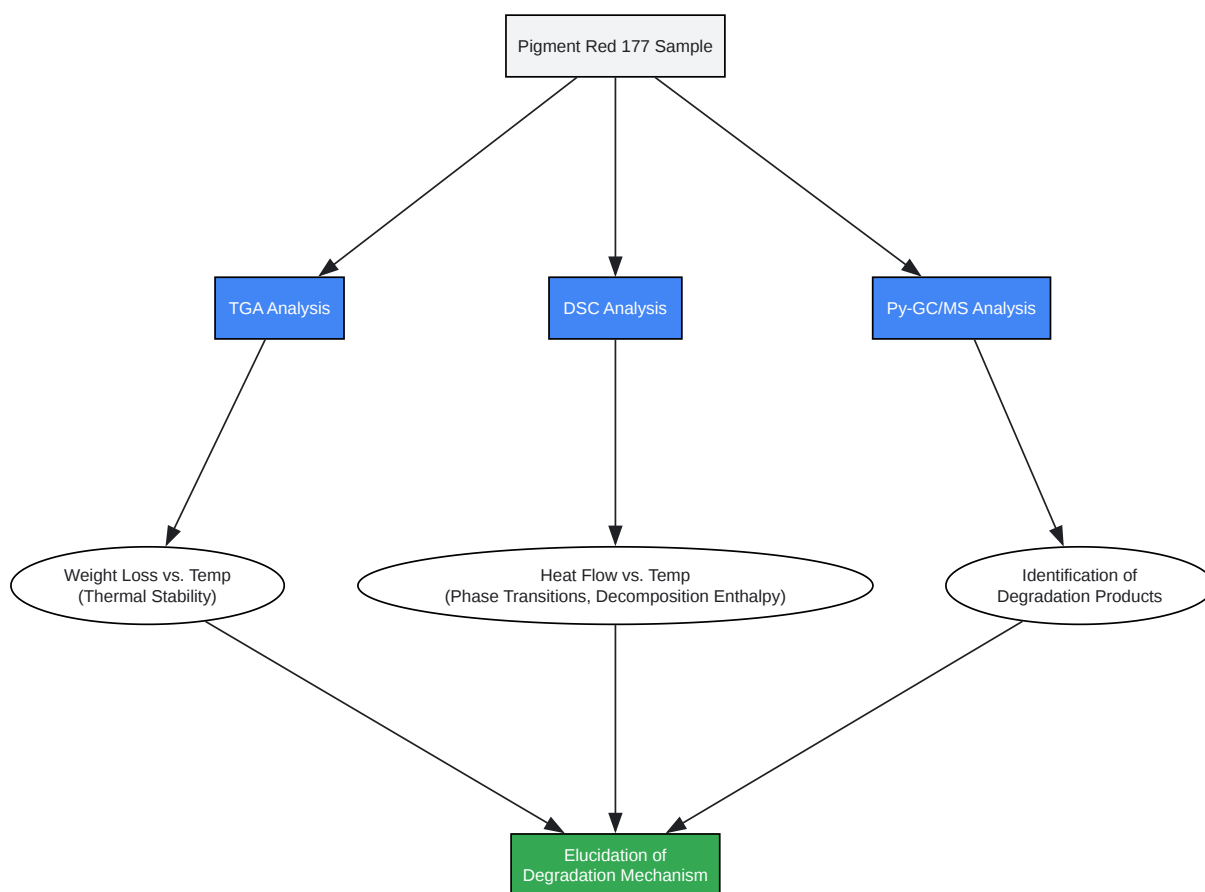 Pigment Red 177 Sample
TGA Analysis
DSC Analysis
Py-GC/MS Analysis
Weight Loss vs. Temp
(Thermal Stability)
Heat Flow vs. Temp
(Phase Transitions, Decomposition Enthalpy)
Identification of
Degradation Products
Elucidation of
Degradation Mechanism